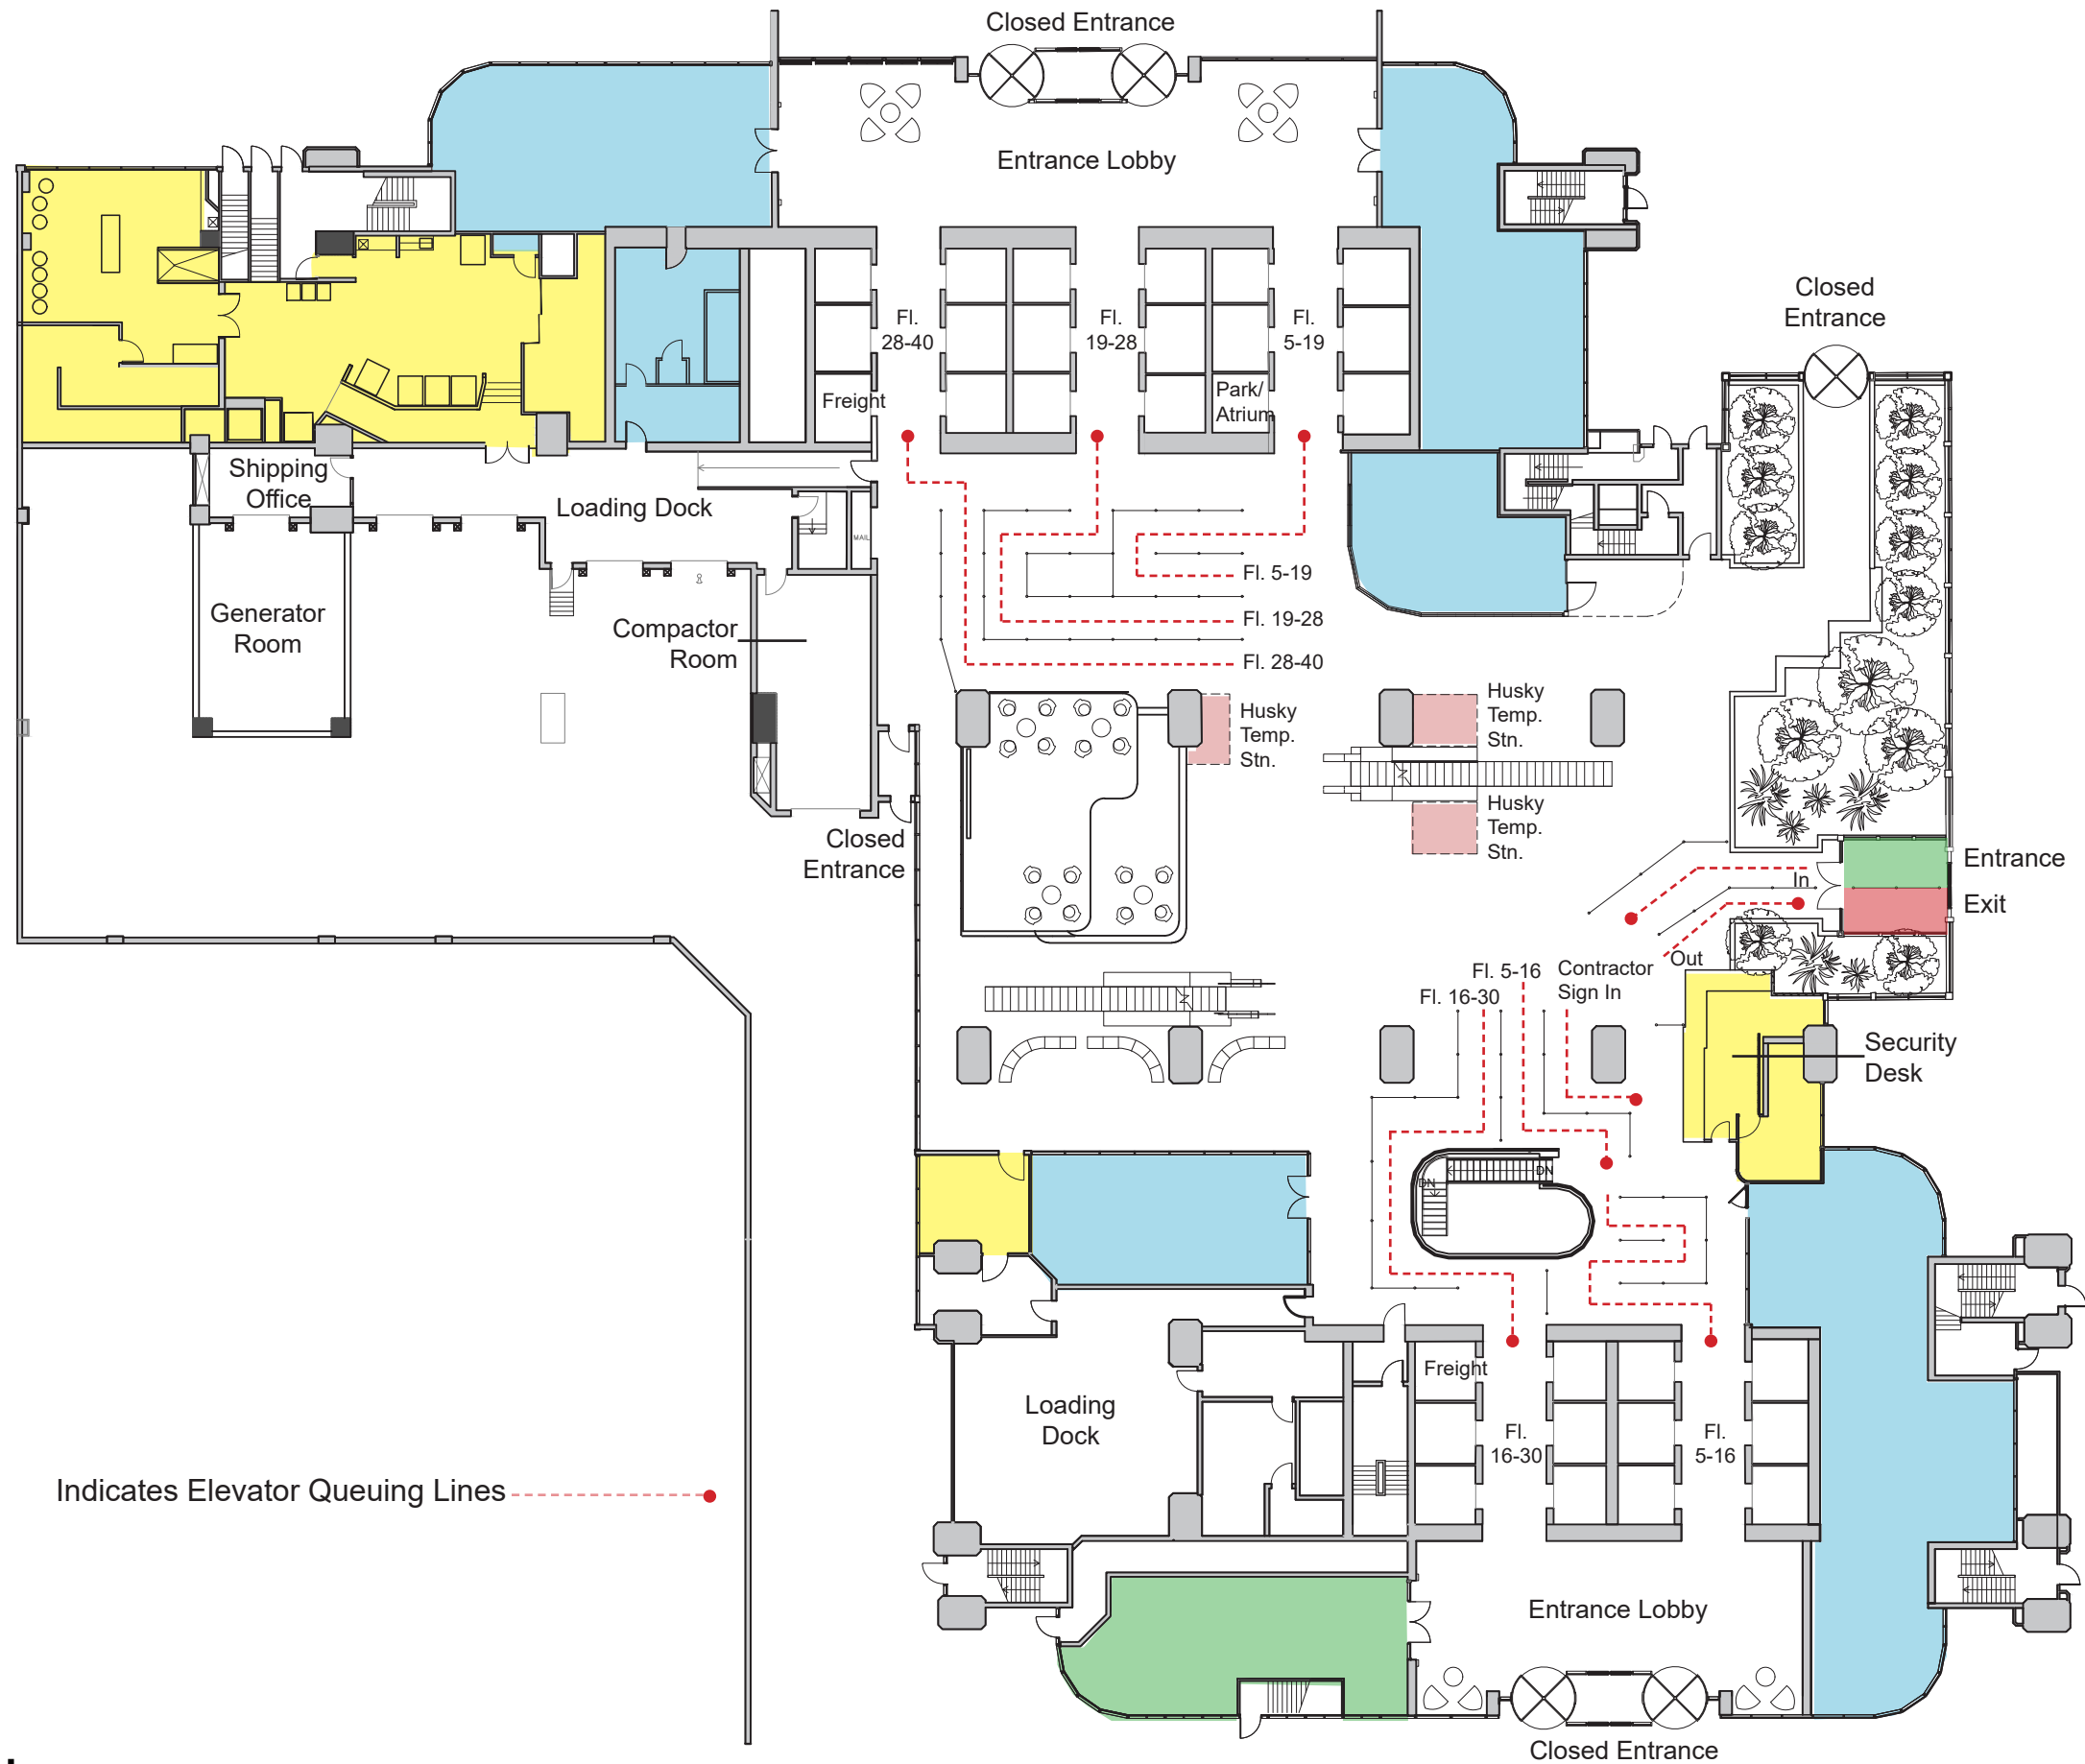 Closed Entrance
Entrance Lobby
Closed
Entrance
Fl.
28-40
Fl.
19-28
Fl.
5-19
Freight
Park/
Atrium
Shipping
Office
Loading Dock
MAIL
Fl. 5-19
Fl. 19-28
Fl. 28-40
Generator
Room
Compactor
Room
Husky
Temp.
Stn.
Husky
Temp.
Stn.
Husky
Temp.
Stn.
Closed
Entrance
In
Entrance
Exit
Out
Fl. 5-16
Fl. 16-30
Contractor
Sign In
Security
Desk
DN
DN
Freight
Loading
Dock
Fl.
16-30
Fl.
5-16
Indicates Elevator Queuing Lines
Entrance Lobby
Closed Entrance